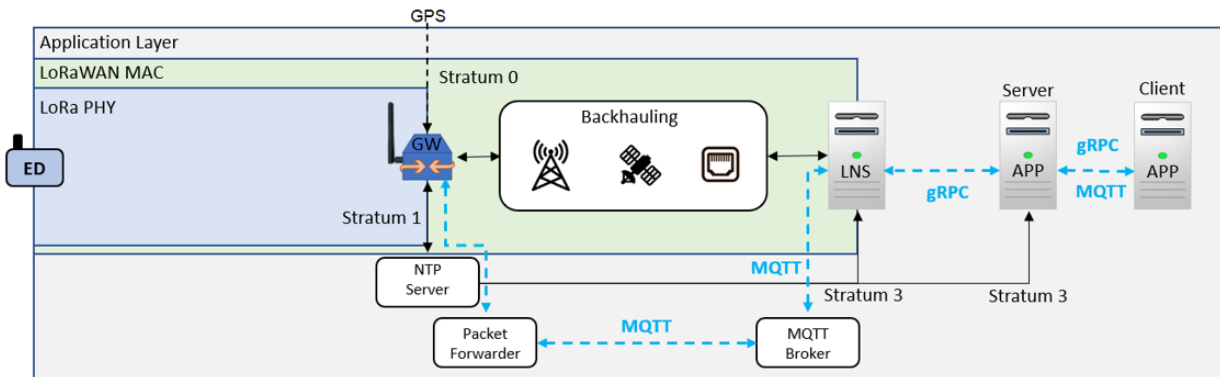 GPS
Application Layer
LoRaWAN MAC
LoRa PHY
Stratum 0
Backhauling
Server
Client
GW
ED
LNS
APP
APP
gRPC
gRPC
MQTT
Stratum 1
NTP
Server
MQTT
Stratum 3
Stratum 3
Packet
Forwarder
MQTT
MQTT
Broker